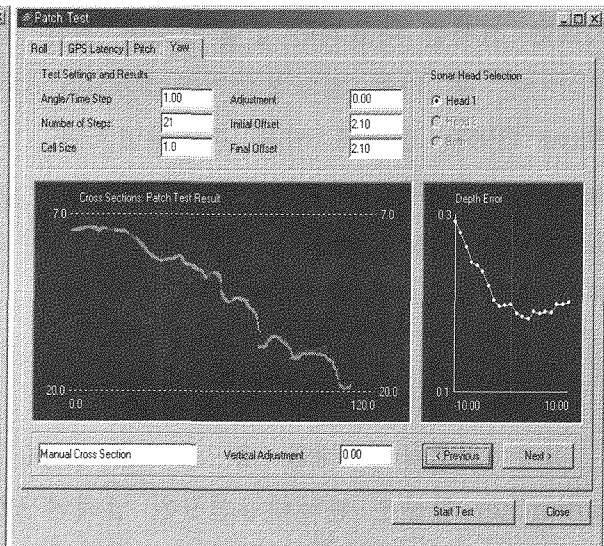 Patch Test
Roll GPS Latency Pitch Yaw
Test Settings and Results
Sonar Head Selection
Angle/Time Step 1.00 Adjustment 0.00 Head 1
Number of Steps 21 Initial Offset 2.10
Cell Size 1.0 Final Offset 2.10
Cross Sections: Patch Test Result
Depth Error
7.0 7.0 0.3
20.0 20.0 0.1
0.0 120.0 -10.00 10.00
Manual Cross Section Vertical Adjustment 0.00 < Previous Next >
Start Test Close